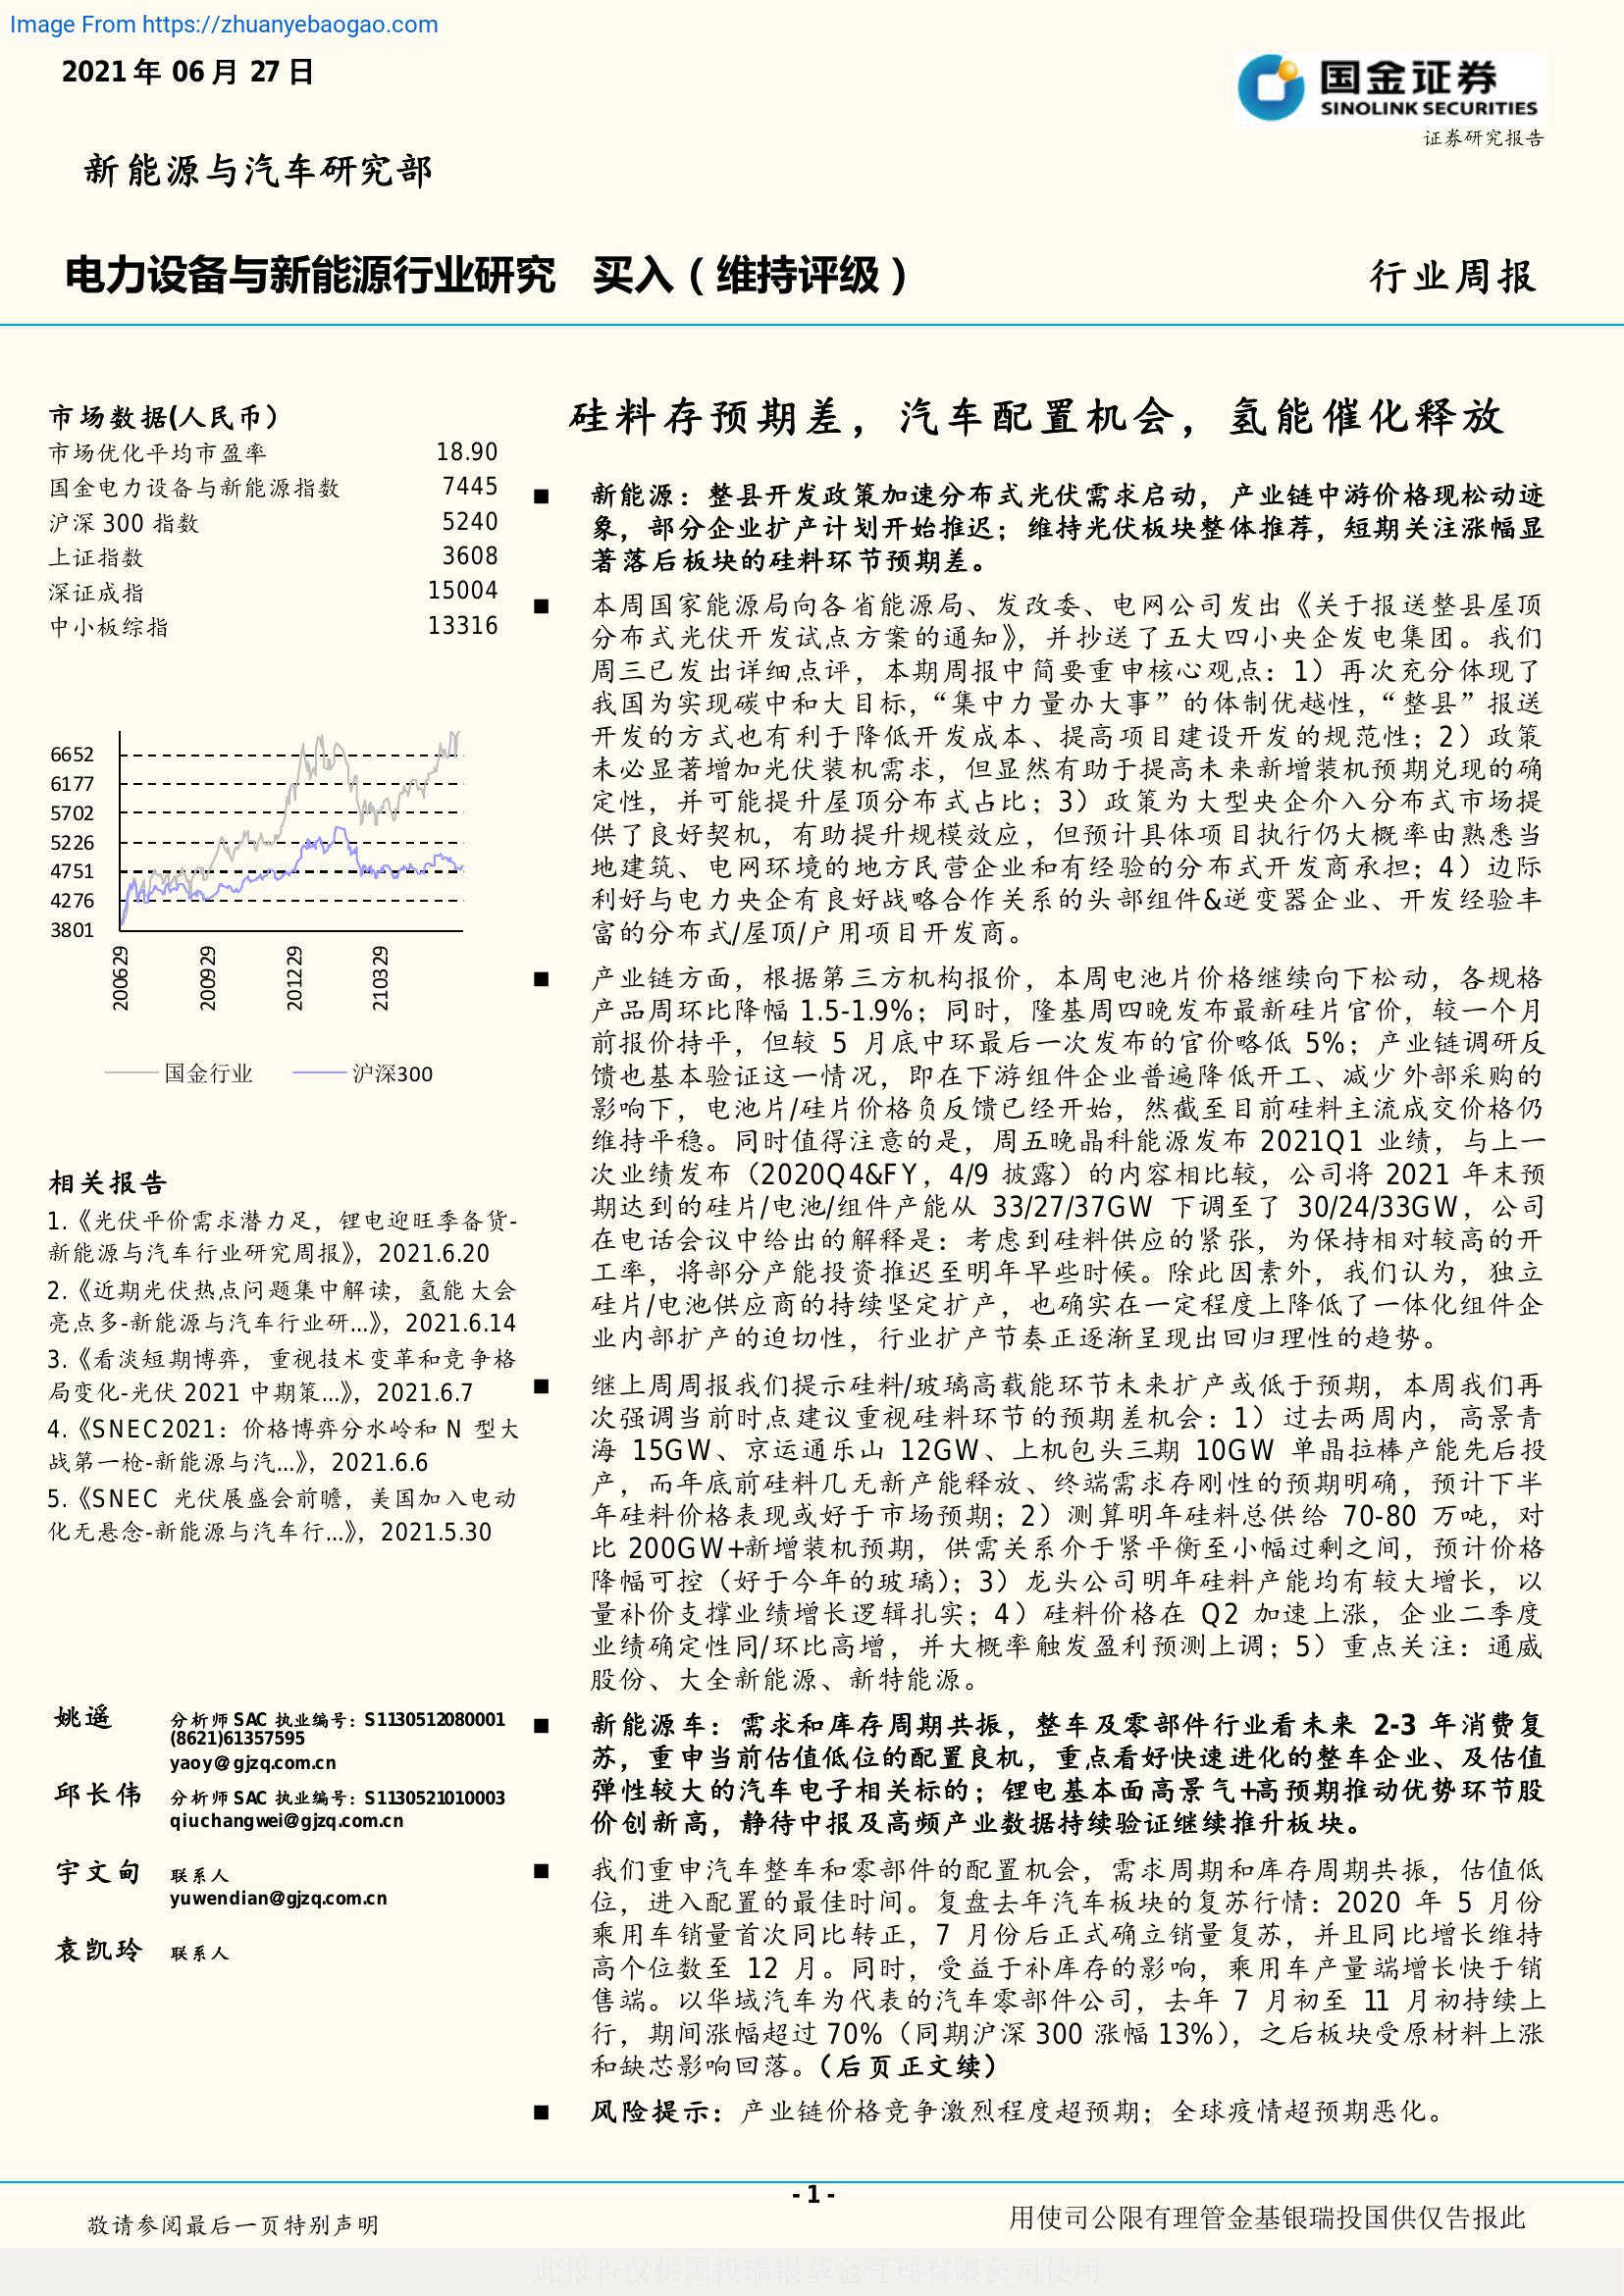 Image From https://zhuanyebaogao.com
2021 年 06 月 27 日
国金证券
SINOLINK SECURITIES
证券研究报告
新能源与汽车研究部
电力设备与新能源行业研究 买入（维持评级）
行业周报
市场数据(人民币）
市场优化平均市盈率 18.90
国金电力设备与新能源指数 7445
沪深 300 指数 5240
上证指数 3608
深证成指 15004
中小板综指 13316
6652
6177
5702
5226
4751
4276
3801
200629
200929
201229
210329
国金行业 沪深300
相关报告
1.《光伏平价需求潜力足，锂电迎旺季备货-
新能源与汽车行业研究周报》，2021.6.20
2.《近期光伏热点问题集中解读，氢能大会
亮点多-新能源与汽车行业研...》，2021.6.14
3.《看淡短期博弈，重视技术变革和竞争格
局变化-光伏 2021 中期策...》，2021.6.7
4.《SNEC2021：价格博弈分水岭和 N 型大
战第一枪-新能源与汽...》，2021.6.6
5.《SNEC 光伏展盛会前瞻，美国加入电动
化无悬念-新能源与汽车行...》，2021.5.30
姚遥 分析师 SAC 执业编号：S1130512080001
(8621)61357595
yaoy@gjzq.com.cn
邱长伟 分析师 SAC 执业编号：S1130521010003
qiuchangwei@gjzq.com.cn
宇文甸 联系人
yuwendian@gjzq.com.cn
袁凯玲 联系人
硅料存预期差，汽车配置机会，氢能催化释放
■ 新能源：整县开发政策加速分布式光伏需求启动，产业链中游价格现松动迹
象，部分企业扩产计划开始推迟；维持光伏板块整体推荐，短期关注涨幅显
著落后板块的硅料环节预期差。
■ 本周国家能源局向各省能源局、发改委、电网公司发出《关于报送整县屋顶
分布式光伏开发试点方案的通知》，并抄送了五大四小央企发电集团。我们
周三已发出详细点评，本期周报中简要重申核心观点：1）再次充分体现了
我国为实现碳中和大目标，“集中力量办大事”的体制优越性，“整县”报送
开发的方式也有利于降低开发成本、提高项目建设开发的规范性；2）政策
未必显著增加光伏装机需求，但显然有助于提高未来新增装机预期兑现的确
定性，并可能提升屋顶分布式占比；3）政策为大型央企介入分布式市场提
供了良好契机，有助提升规模效应，但预计具体项目执行仍大概率由熟悉当
地建筑、电网环境的地方民营企业和有经验的分布式开发商承担；4）边际
利好与电力央企有良好战略合作关系的头部组件&逆变器企业、开发经验丰
富的分布式/屋顶/户用项目开发商。
■ 产业链方面，根据第三方机构报价，本周电池片价格继续向下松动，各规格
产品周环比降幅 1.5-1.9%；同时，隆基周四晚发布最新硅片官价，较一个月
前报价持平，但较 5 月底中环最后一次发布的官价略低 5%；产业链调研反
馈也基本验证这一情况，即在下游组件企业普遍降低开工、减少外部采购的
影响下，电池片/硅片价格负反馈已经开始，然截至目前硅料主流成交价格仍
维持平稳。同时值得注意的是，周五晚晶科能源发布 2021Q1 业绩，与上一
次业绩发布（2020Q4&FY，4/9 披露）的内容相比较，公司将 2021 年末预
期达到的硅片/电池/组件产能从 33/27/37GW 下调至了 30/24/33GW，公司
在电话会议中给出的解释是：考虑到硅料供应的紧张，为保持相对较高的开
工率，将部分产能投资推迟至明年早些时候。除此因素外，我们认为，独立
硅片/电池供应商的持续坚定扩产，也确实在一定程度上降低了一体化组件企
业内部扩产的迫切性，行业扩产节奏正逐渐呈现出回归理性的趋势。
■ 继上周周报我们提示硅料/玻璃高载能环节未来扩产或低于预期，本周我们再
次强调当前时点建议重视硅料环节的预期差机会：1）过去两周内，高景青
海 15GW、京运通乐山 12GW、上机包头三期 10GW 单晶拉棒产能先后投
产，而年底前硅料几无新产能释放、终端需求存刚性的预期明确，预计下半
年硅料价格表现或好于市场预期；2）测算明年硅料总供给 70-80 万吨，对
比 200GW+新增装机预期，供需关系介于紧平衡至小幅过剩之间，预计价格
降幅可控（好于今年的玻璃）；3）龙头公司明年硅料产能均有较大增长，以
量补价支撑业绩增长逻辑扎实；4）硅料价格在 Q2 加速上涨，企业二季度
业绩确定性同/环比高增，并大概率触发盈利预测上调；5）重点关注：通威
股份、大全新能源、新特能源。
■ 新能源车：需求和库存周期共振，整车及零部件行业看未来 2-3 年消费复
苏，重申当前估值低位的配置良机，重点看好快速进化的整车企业、及估值
弹性较大的汽车电子相关标的；锂电基本面高景气+高预期推动优势环节股
价创新高，静待中报及高频产业数据持续验证继续推升板块。
■ 我们重申汽车整车和零部件的配置机会，需求周期和库存周期共振，估值低
位，进入配置的最佳时间。复盘去年汽车板块的复苏行情：2020 年 5 月份
乘用车销量首次同比转正，7 月份后正式确立销量复苏，并且同比增长维持
高个位数至 12 月。同时，受益于补库存的影响，乘用车产量端增长快于销
售端。以华域汽车为代表的汽车零部件公司，去年 7 月初至 11 月初持续上
行，期间涨幅超过 70%（同期沪深 300 涨幅 13%），之后板块受原材料上涨
和缺芯影响回落。（后页正文续）
■ 风险提示：产业链价格竞争激烈程度超预期；全球疫情超预期恶化。
- 1 -
敬请参阅最后一页特别声明
用使司公限有理管金基银瑞投国供仅告报此
此报告仅供国投瑞银基金管理有限公司使用